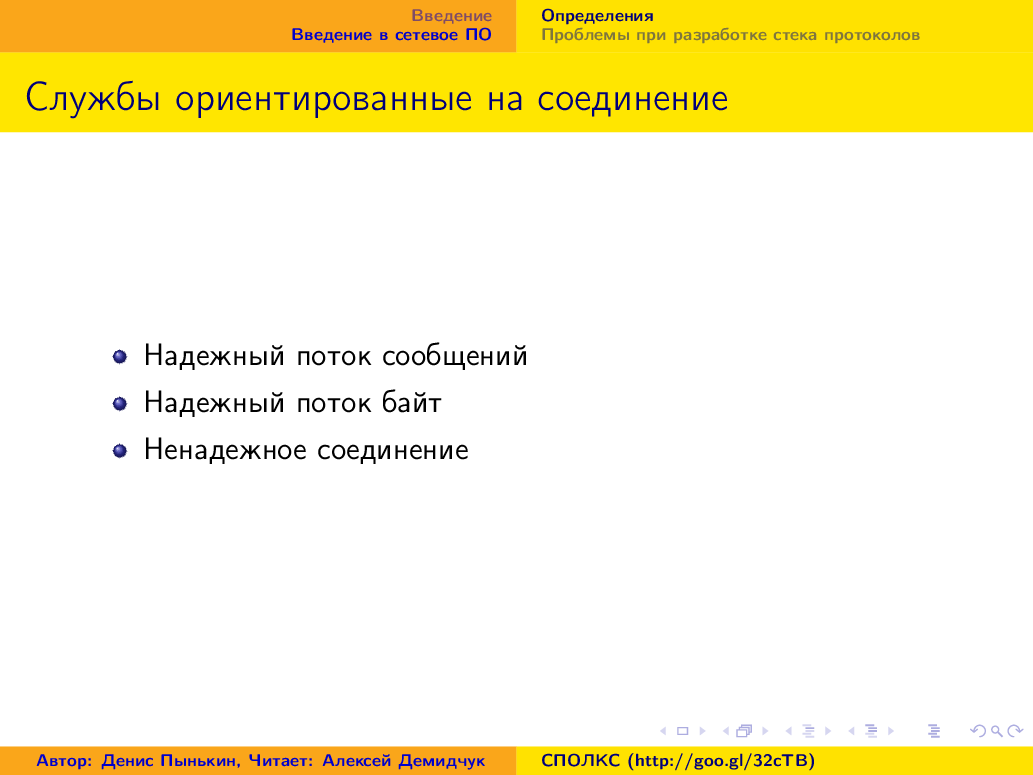 Введение
Введение в сетевое ПО
Определения
Проблемы при разработке стека протоколов
Службы ориентированные на соединение
Надежный поток сообщений
Надежный поток байт
Ненадежное соединение
Автор: Денис Пынькин, Читает: Алексей Демидчук
СПОЛКС (http://goo.gl/32cTB)